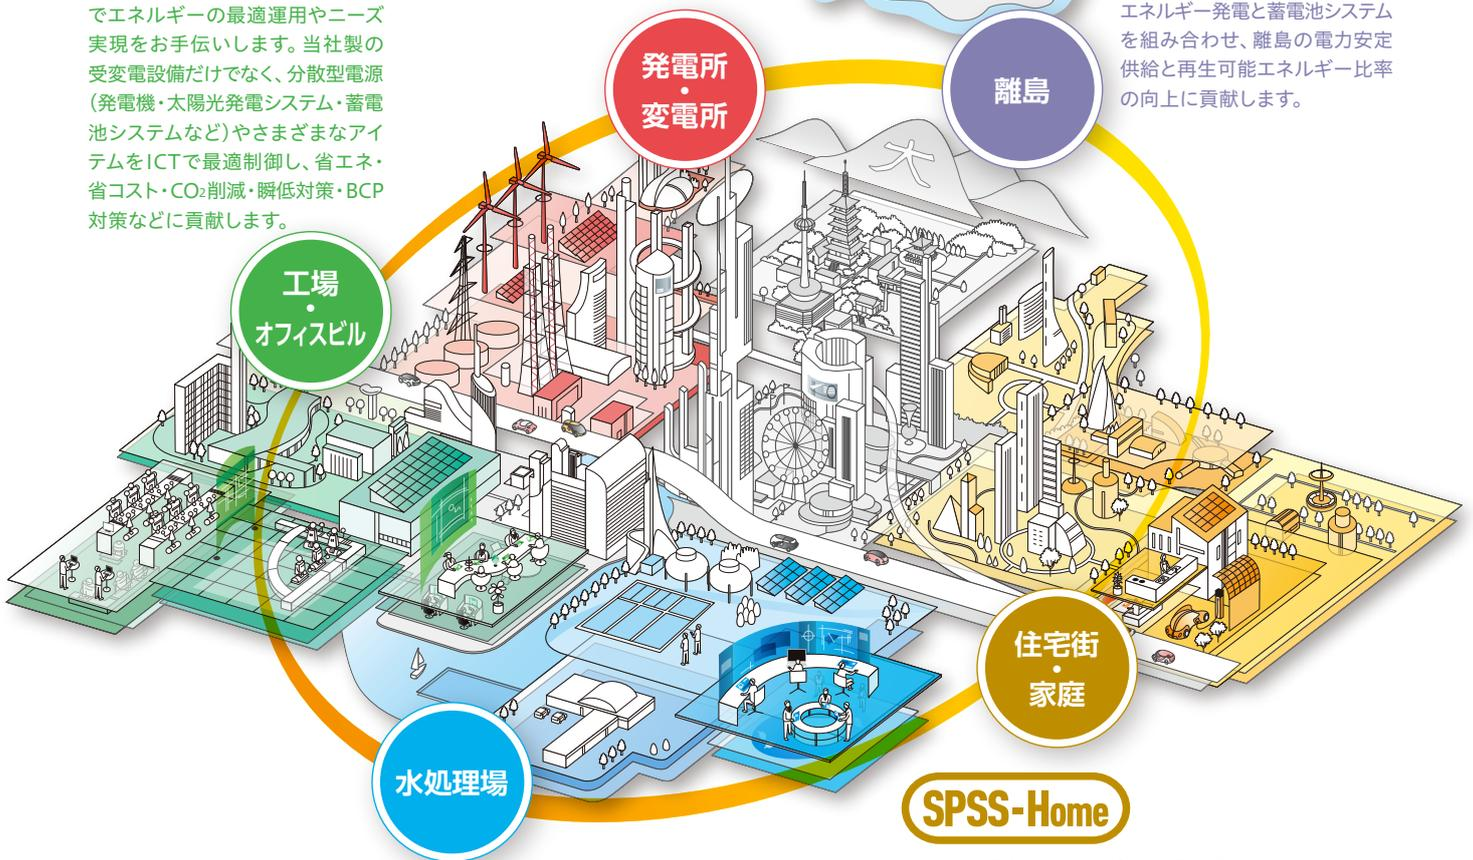 でエネルギーの最適運用やニーズ
実現をお手伝いします。当社製の
受変電設備だけでなく、分散型電源
（発電機・太陽光発電システム・蓄電
池システムなど）やさまざまなアイ
テムをICTで最適制御し、省エネ・
省コスト・CO₂削減・瞬低対策・BCP
対策などに貢献します。
エネルギー発電と蓄電池システム
を組み合わせ、離島の電力安定
供給と再生可能エネルギー比率
の向上に貢献します。
発電所
・
変電所
離島
大
工場
・
オフィスビル
住宅街
・
家庭
水処理場
SPSS-Home